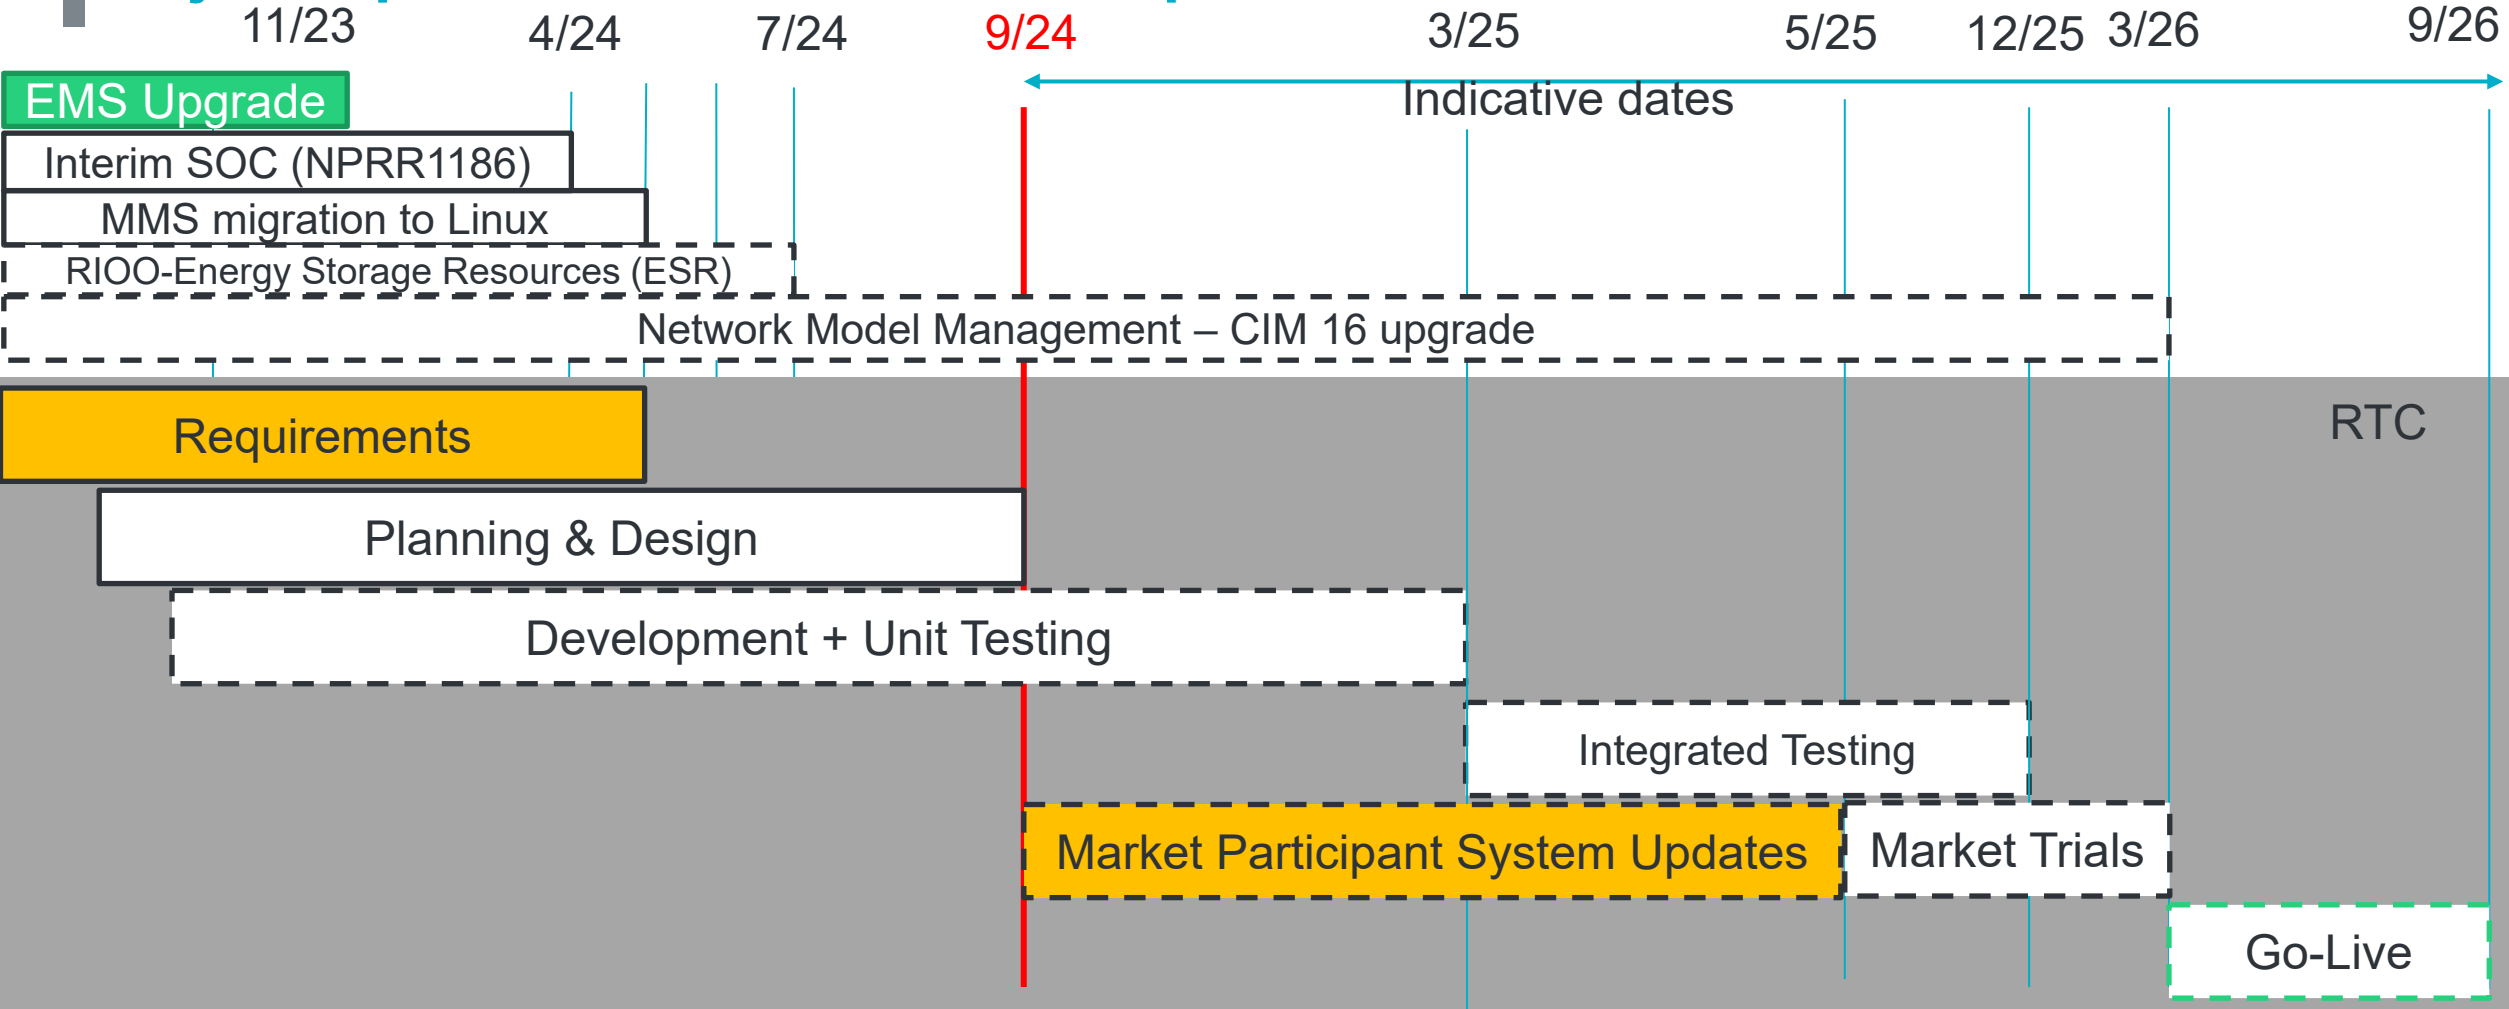 11/23
4/24
7/24
9/24
3/25
5/25
12/25
3/26
9/26
Indicative dates
EMS Upgrade
Interim SOC (NPRR1186)
MMS migration to Linux
RIOO-Energy Storage Resources (ESR)
Network Model Management – CIM 16 upgrade
RTC
Requirements
Planning & Design
Development + Unit Testing
Integrated Testing
Market Participant System Updates
Market Trials
Go-Live